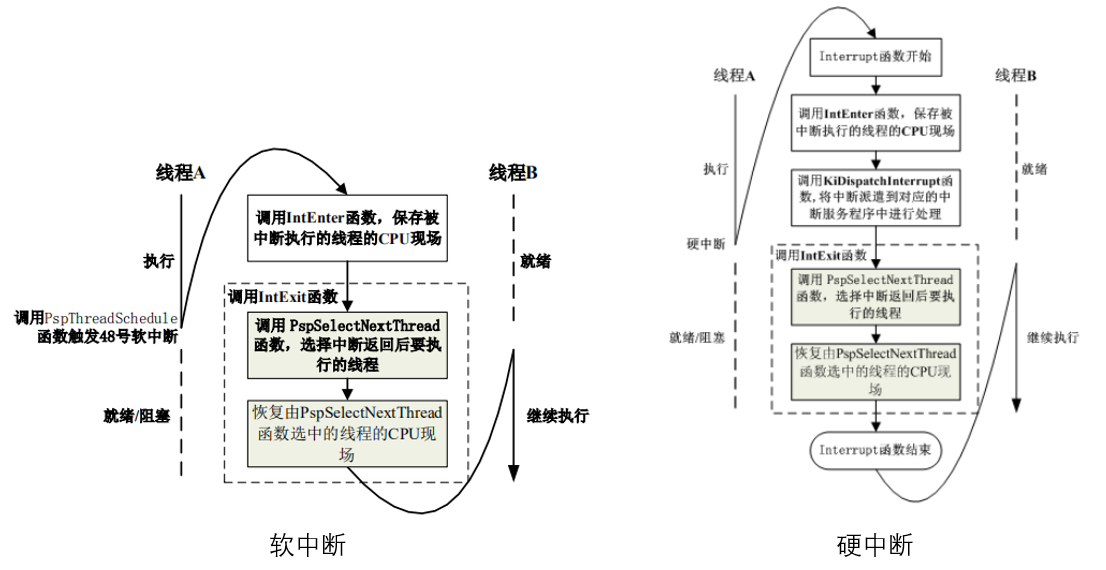 线程A
线程B
调用IntEnter函数，保存被
中断执行的线程的CPU现场
执行
就绪
调用IntExit函数
调用PspThreadSchedule
函数触发48号软中断
调用 PspSelectNextThread
函数，选择中断返回后要执
行的线程
就绪/阻塞
恢复由PspSelectNextThread
函数选中的线程的CPU现
场
继续执行
软中断
Interrupt函数开始
线程A
线程B
调用IntEnter函数，保存被
中断执行的线程的CPU现场
执行
就绪
调用KiDispatchInterrupt函
数,将中断派遣到对应的中
断服务程序中进行处理
硬中断
调用IntExit函数
调用 PspSelectNextThread
函数，选择中断返回后要执
行的线程
就绪/阻塞
继续执行
恢复由PspSelectNextThread
函数选中的线程的CPU现
场
Interrupt函数结束
硬中断